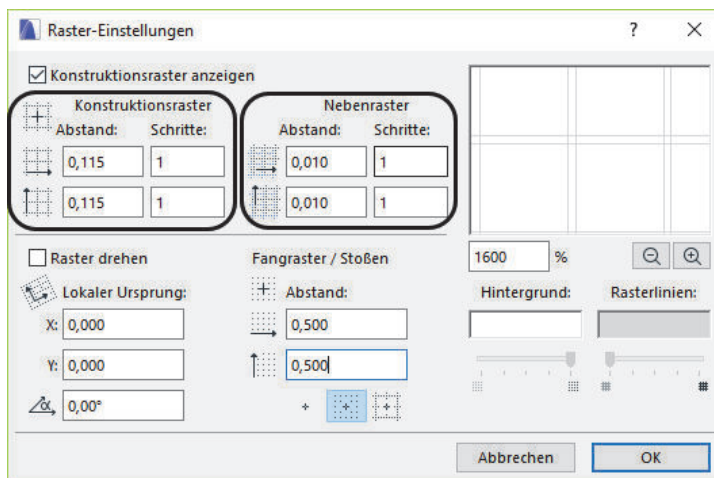 Raster-Einstellungen
?
Konstruktionsraster anzeigen
Konstruktionsraster
Abstand: Schritte:
0,115 1
0,115 1
Nebenraster
Abstand: Schritte:
0,010 1
0,010 1
Raster drehen
Lokaler Ursprung:
X: 0,000
Y: 0,000
α, 0,00°
Fangraster / Stoßen
Abstand:
0,500
0,500
1600 %
Hintergrund: Rasterlinien:
Abbrechen OK